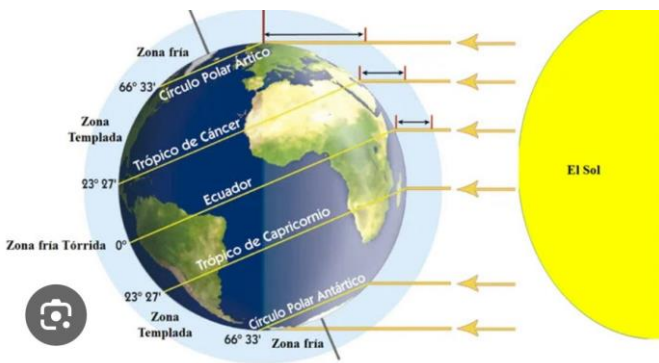 Zona fría
66° 33'
Círculo Polar Ártico
Zona
Templada
Trópico de Cáncer
23° 27'
Ecuador
El Sol
Zona fría Tórrida
0°
Trópico de Capricornio
23° 27'
Círculo Polar Antártico
Zona
Templada
66° 33'
Zona fría